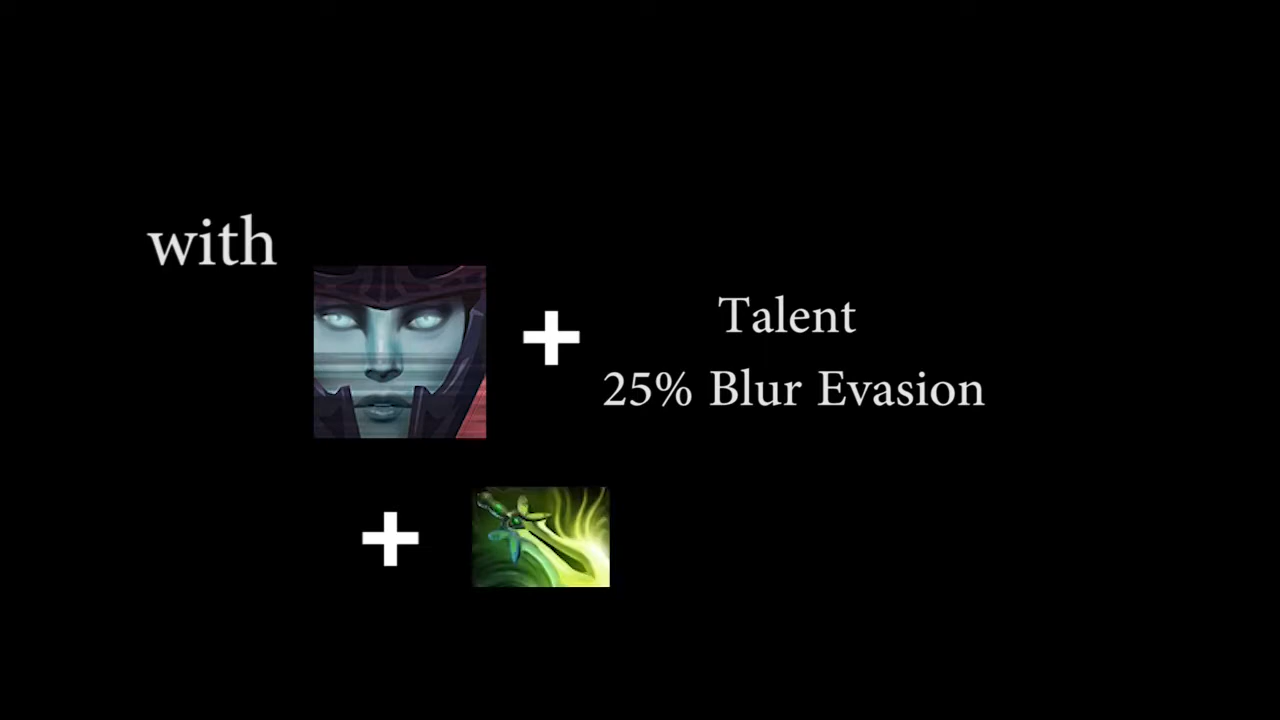 with
+
Talent
25% Blur Evasion
+